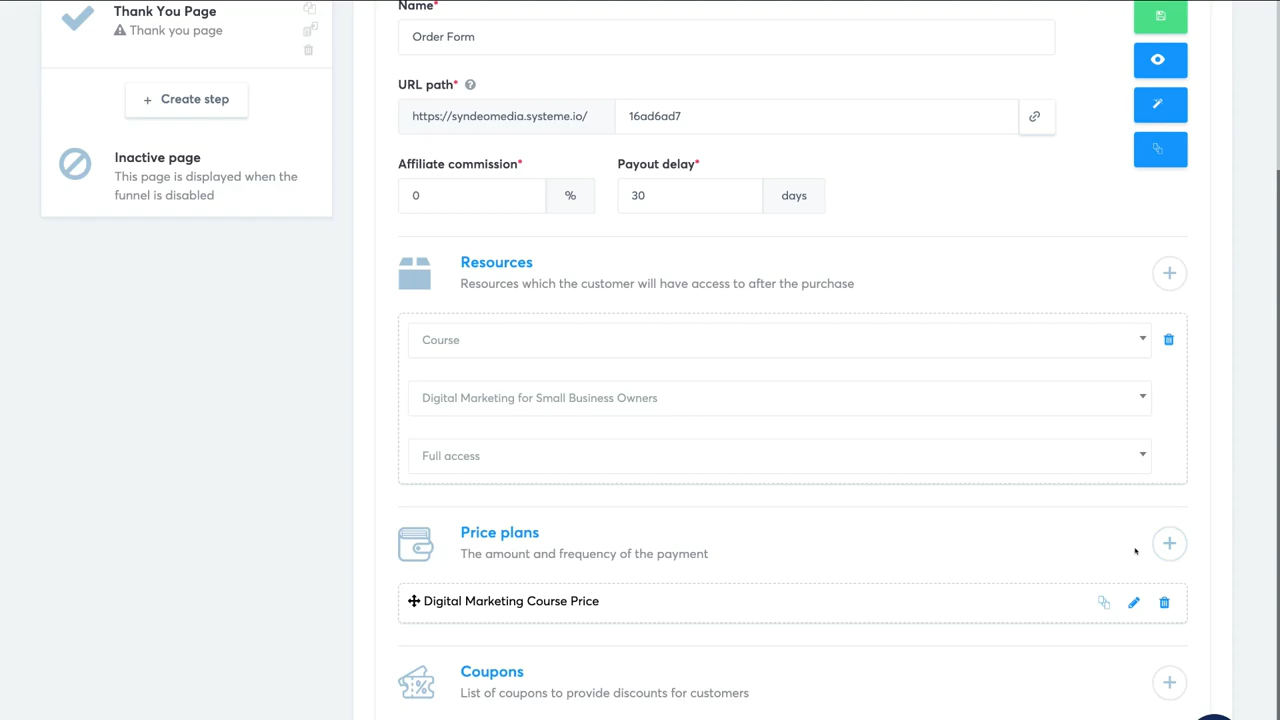 Thank You Page
Thank you page
+ Create step
Inactive page
This page is displayed when the
funnel is disabled
Name*
Order Form
URL path* ?
https://syndeomedia.systeme.io/ 16ad6ad7
Affiliate commission* Payout delay*
0 % 30 days
Resources
Resources which the customer will have access to after the purchase
Course
Digital Marketing for Small Business Owners
Full access
Price plans
The amount and frequency of the payment
Digital Marketing Course Price
Coupons
List of coupons to provide discounts for customers